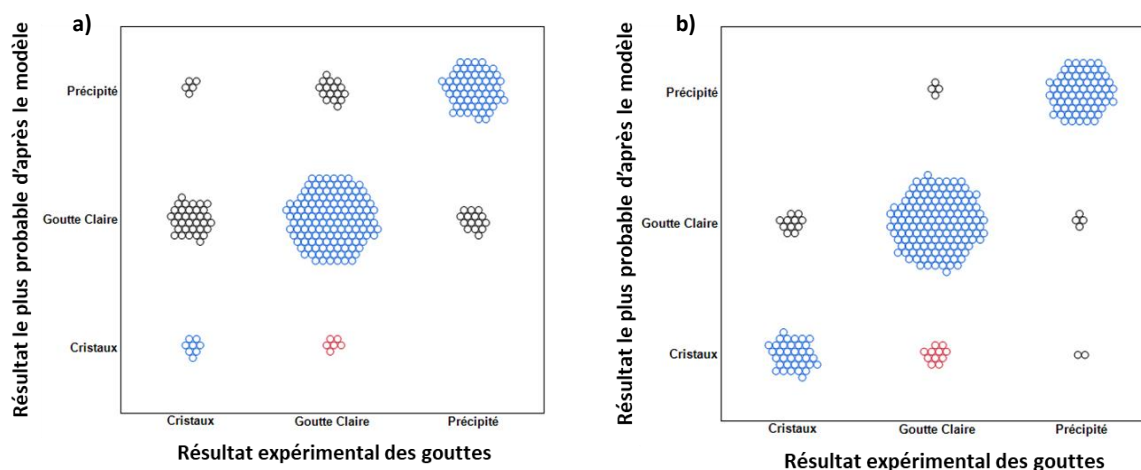 a)
Résultat le plus probable d'après le modèle
Précipité
Goutte Claire
Cristaux
Cristaux Goutte Claire Précipité
Résultat expérimental des gouttes
b)
Résultat le plus probable d'après le modèle
Précipité
Goutte Claire
Cristaux
Cristaux Goutte Claire Précipité
Résultat expérimental des gouttes